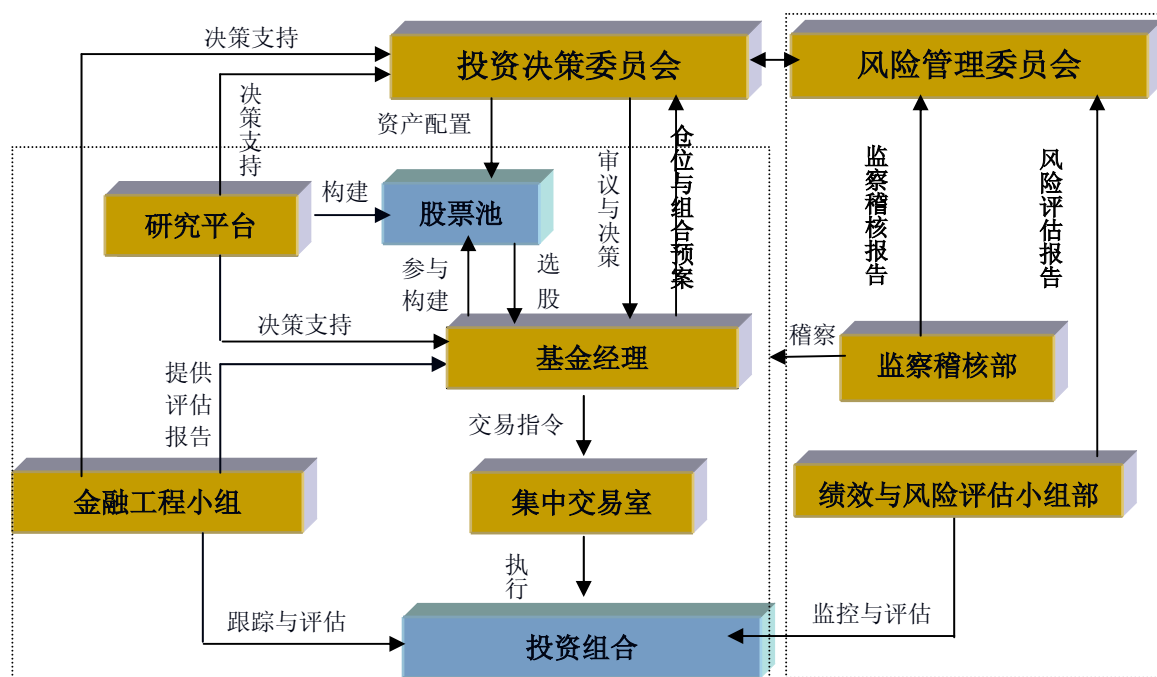 决策支持
投资决策委员会
风险管理委员会
决策支持
资产配置
审议与决策
仓位与组合预案
监察稽核报告
风险评估报告
研究平台
构建
股票池
参与
构建
选股
决策支持
基金经理
稽察
监察稽核部
提供
评估
报告
交易指令
金融工程小组
集中交易室
绩效与风险评估小组部
执行
跟踪与评估
投资组合
监控与评估